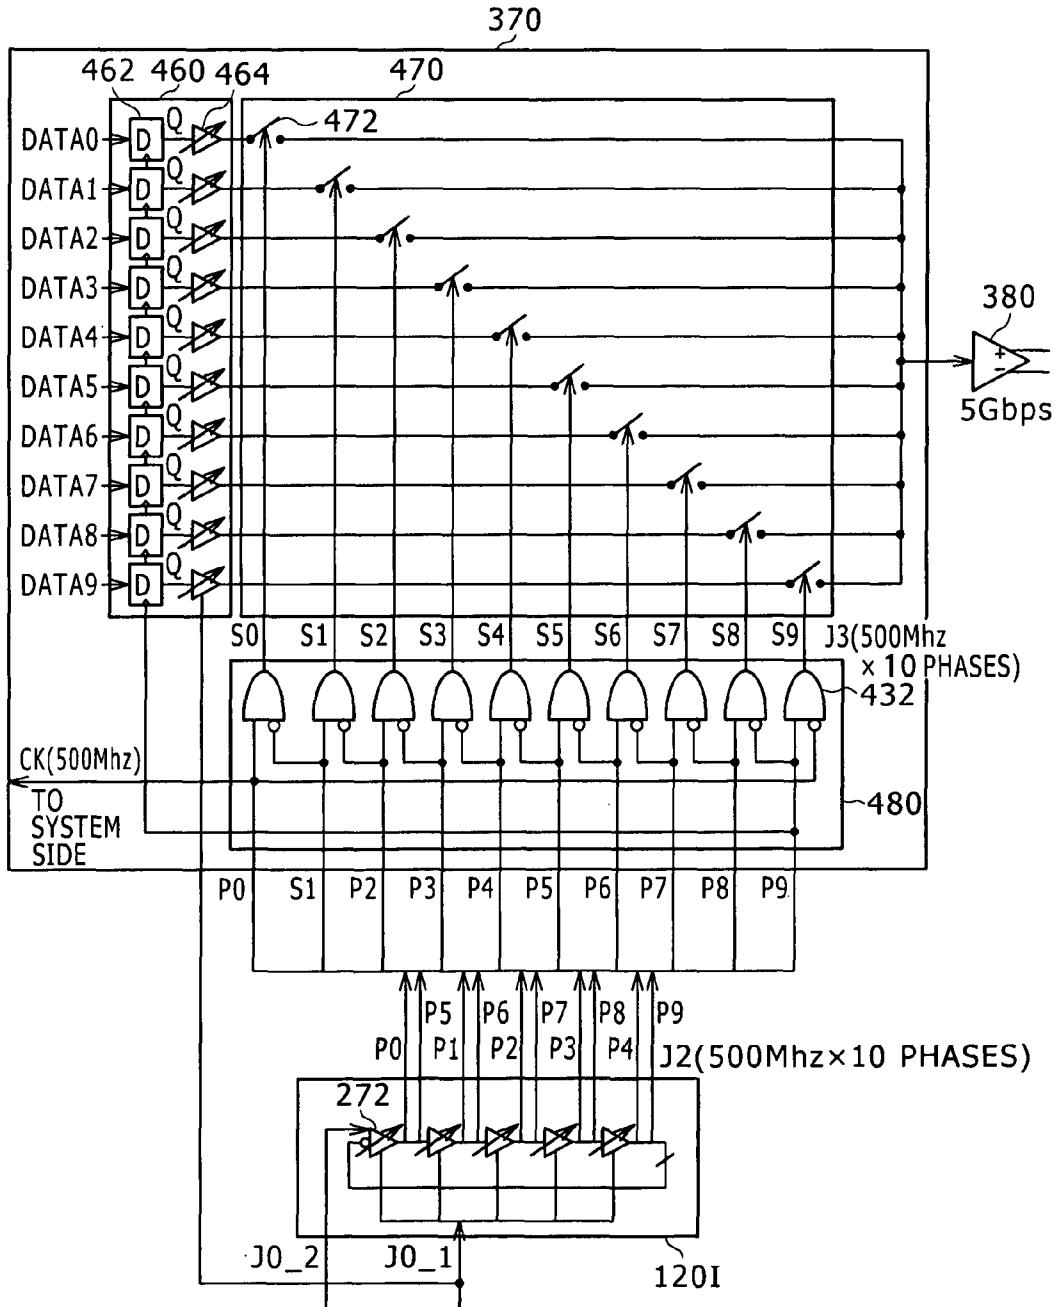 370
462 460 464 470
Q 472
DATA0 D
DATA1 D Q
DATA2 D Q
DATA3 D Q
DATA4 D Q
DATA5 D Q
DATA6 D Q
DATA7 D Q
DATA8 D Q
DATA9 D Q
380
+
−
5Gbps
S0 S1 S2 S3 S4 S5 S6 S7 S8 S9 J3(500Mhz
× 10 PHASES)
432
CK(500Mhz)
TO
SYSTEM
SIDE
480
P0 S1 P2 P3 P4 P5 P6 P7 P8 P9
P5 P6 P7 P8 P9
P0 P1 P2 P3 P4 J2(500Mhz×10 PHASES)
272
J0_2 J0_1 120I